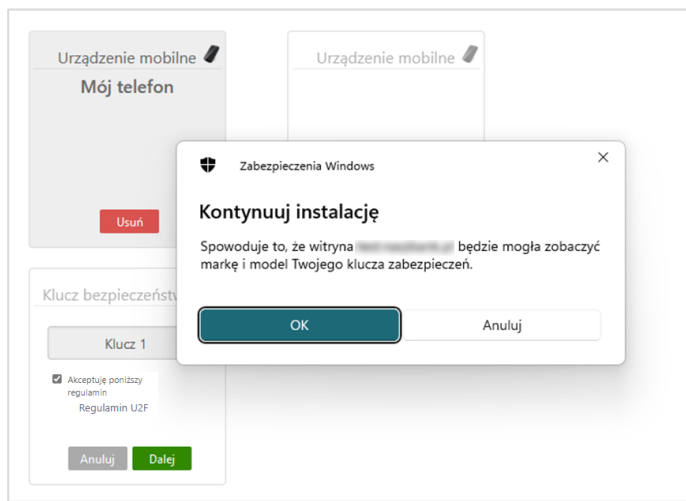 Urządzenie mobilne
Mój telefon
Usuń
Urządzenie mobilne
Zabezpieczenia Windows
Kontynuuj instalację
Spowoduje to, że witryna będzie mogła zobaczyć
markę i model Twojego klucza zabezpieczeń.
OK
Anuluj
Klucz bezpieczeństw
Klucz 1
Akceptuję poniższy
regulamin
Regulamin U2F
Anuluj
Dalej